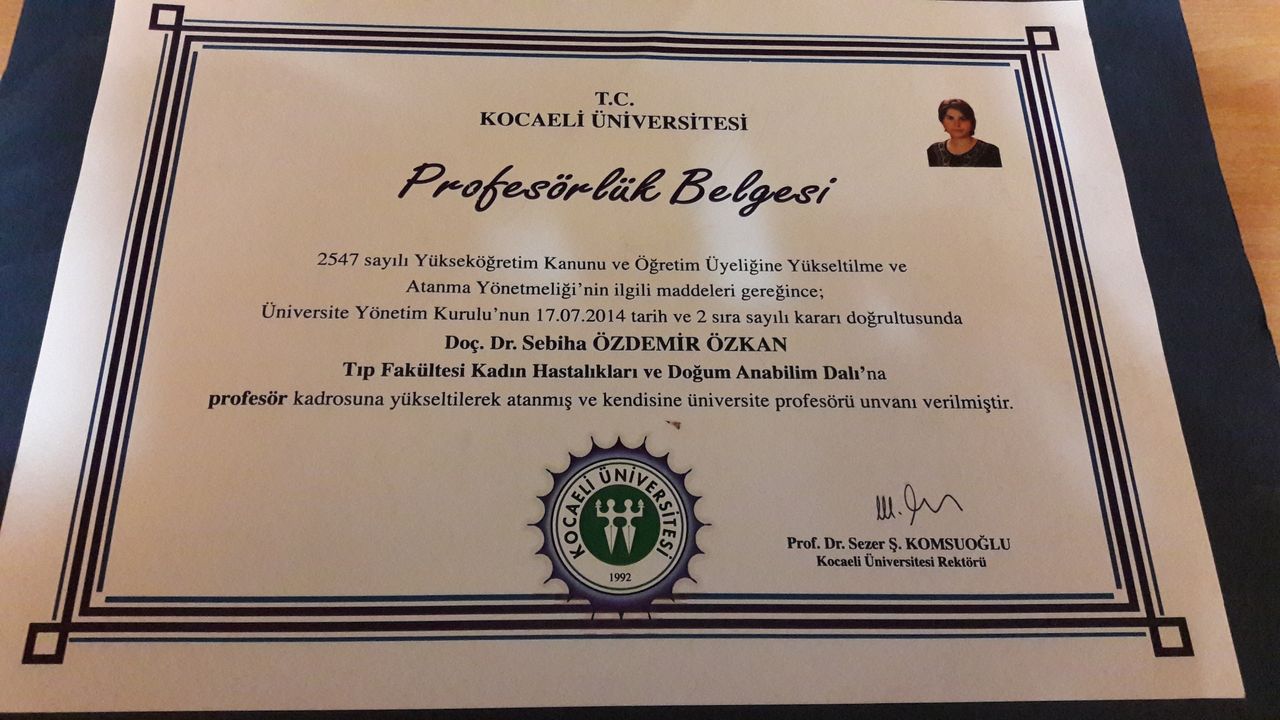 T.C.
KOCAELİ ÜNİVERSİTESİ
Profesörlük Belgesi
2547 sayılı Yükseköğretim Kanunu ve Öğretim Üyeliğine Yükseltilme ve
Atanma Yönetmeliği'nin ilgili maddeleri gereğince;
Üniversite Yönetim Kurulu'nun 17.07.2014 tarih ve 2 sıra sayılı kararı doğrultusunda
Doç. Dr. Sebiha ÖZDEMİR ÖZKAN
Tıp Fakültesi Kadın Hastalıkları ve Doğum Anabilim Dalı'na
profesör kadrosuna yükseltilerek atanmış ve kendisine üniversite profesörü unvanı verilmiştir.
KOCAELİ ÜNİVERSİTESİ
1992
Prof. Dr. Sezer Ş. KOMSUOĞLU
Kocaeli Üniversitesi Rektörü